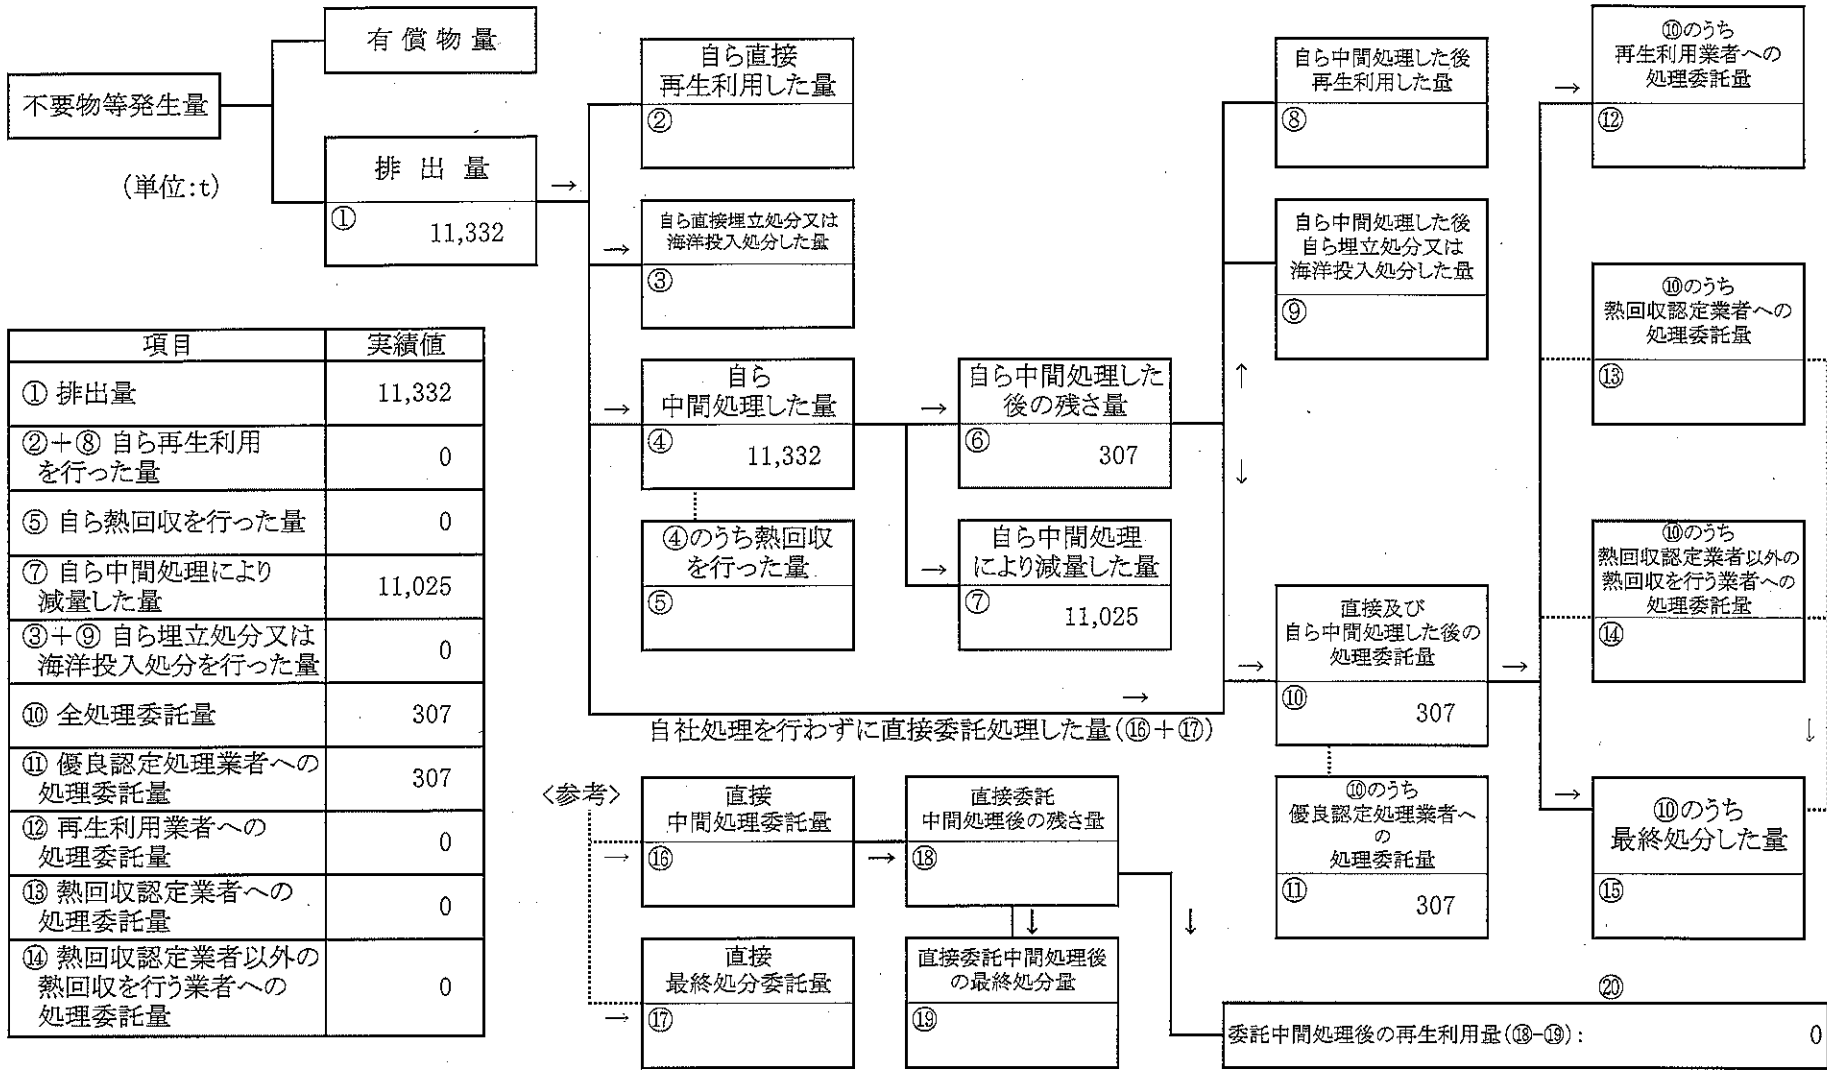 有 償 物 量
不要物等発生量
(単位:t)
排 出 量
→
①
11,332
自ら直接
再生利用した量
②
自ら直接埋立処分又は
海洋投入処分した量
→
③
自ら
中間処理した量
→
④
11,332
④のうち熱回収
を行った量
⑤
自ら中間処理した
後の残さ量
→
⑥
307
自ら中間処理
により減量した量
→
⑦
11,025
自ら中間処理した後
再生利用した量
⑧
自ら中間処理した後
自ら埋立処分又は
海洋投入処分した量
⑨
↑
↓
直接及び
自ら中間処理した後の
処理委託量
→
⑩
307
⑩のうち
優良認定処理業者へ
の
処理委託量
⑪
307
⑩のうち
再生利用業者への
処理委託量
→
⑫
⑩のうち
熱回収認定業者への
処理委託量
⑬
⑩のうち
熱回収認定業者以外の
熱回収を行う業者への
処理委託量
→
⑭
↓
⑩のうち
最終処分した量
→
⑮
→
自社処理を行わずに直接委託処理した量(⑯+⑰)
<参考>
直接
中間処理委託量
→
⑯
直接
最終処分委託量
→
⑰
直接委託
中間処理後の残さ量
→
⑱
↓
↓
直接委託中間処理後
の最終処分量
⑲
⑳
委託中間処理後の再生利用量(⑱-⑲):
0
項目 実績値
① 排出量 11,332
②+⑧ 自ら再生利用
を行った量 0
⑤ 自ら熱回収を行った量 0
⑦ 自ら中間処理により
減量した量 11,025
③+⑨ 自ら埋立処分又は
海洋投入処分を行った量 0
⑩ 全処理委託量 307
⑪ 優良認定処理業者への
処理委託量 307
⑫ 再生利用業者への
処理委託量 0
⑬ 熱回収認定業者への
処理委託量 0
⑭ 熱回収認定業者以外の
熱回収を行う業者への
処理委託量 0